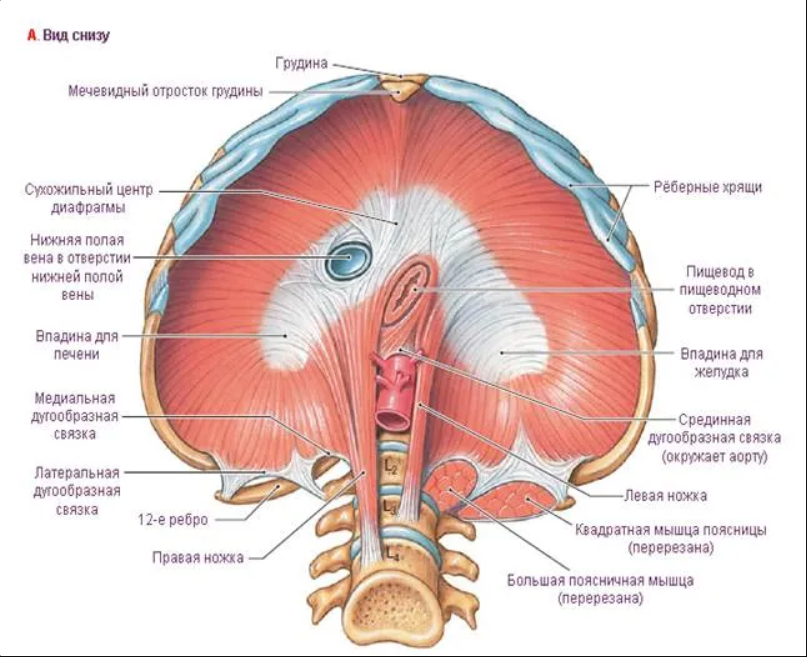 А. Вид снизу
Грудина
Мечевидный отросток грудины
Сухожильный центр
диафрагмы
Нижняя полая
вена в отверстии
нижней полой
вены
Впадина для
печени
Медиальная
дугообразная
связка
Латеральная
дугообразная
связка
12-е ребро
Правая ножка
Рёберные хрящи
Пищевод в
пищеводном
отверстии
Впадина для
желудка
Срединная
дугообразная связка
(окружает аорту)
Левая ножка
Квадратная мышца поясницы
(перерезана)
Большая поясничная мышца
(перерезана)
L2
L3
L4